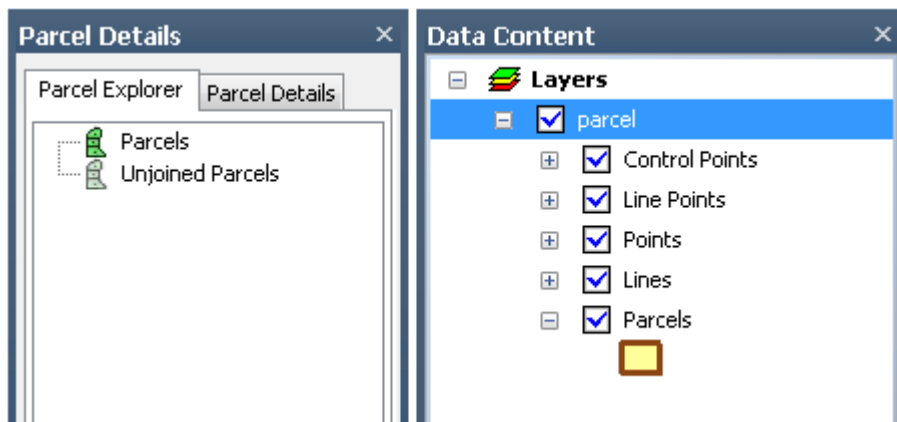 Parcel Details
Parcel Explorer
Parcel Details
Parcels
Unjoined Parcels
Data Content
Layers
parcel
Control Points
Line Points
Points
Lines
Parcels